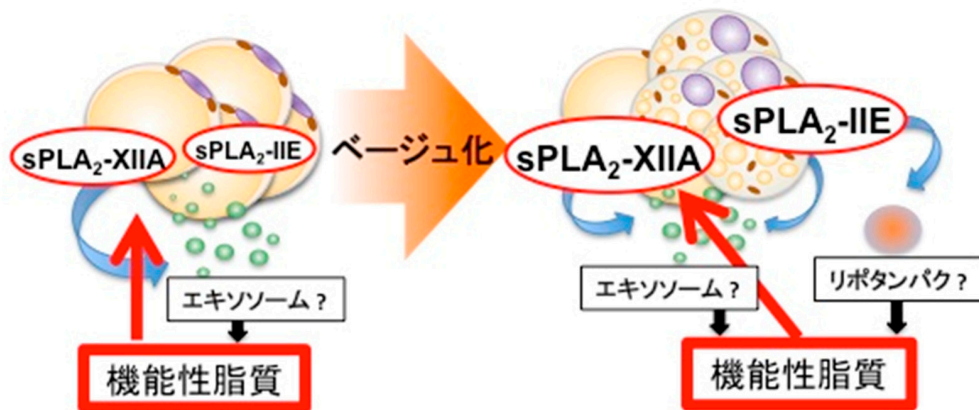 sPLA₂-XIIA
sPLA₂-IIE
エキソソーム？
機能性脂質
ベージュ化
sPLA₂-IIE
sPLA₂-XIIA
エキソソーム？
リポタンパク？
機能性脂質